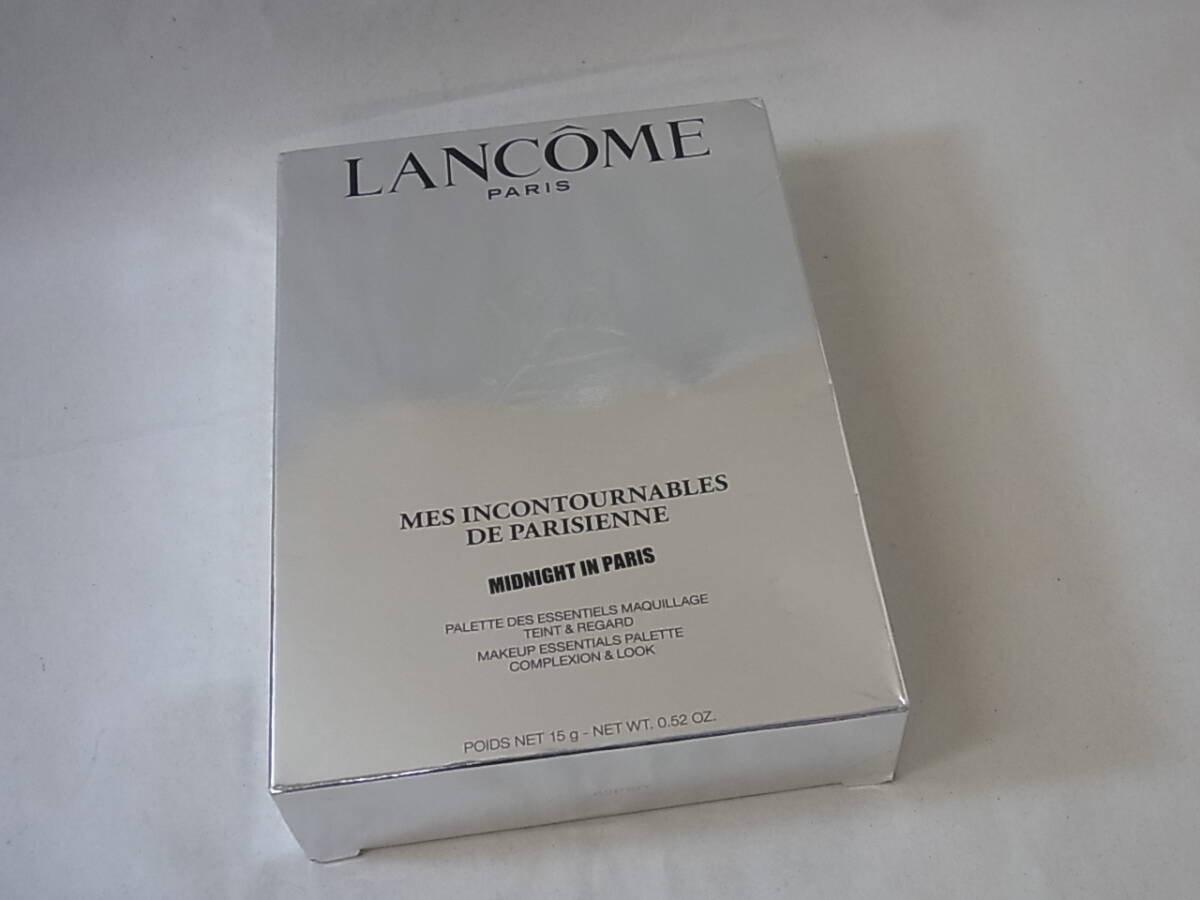 LANCÔME
PARIS
MES INCONTOURNABLES
DE PARISIENNE
MIDNIGHT IN PARIS
PALETTE DES ESSENTIELS MAQUILLAGE
TEINT & REGARD
MAKEUP ESSENTIALS PALETTE
COMPLEXION & LOOK
POIDS NET 15 g - NET WT. 0.52 OZ.